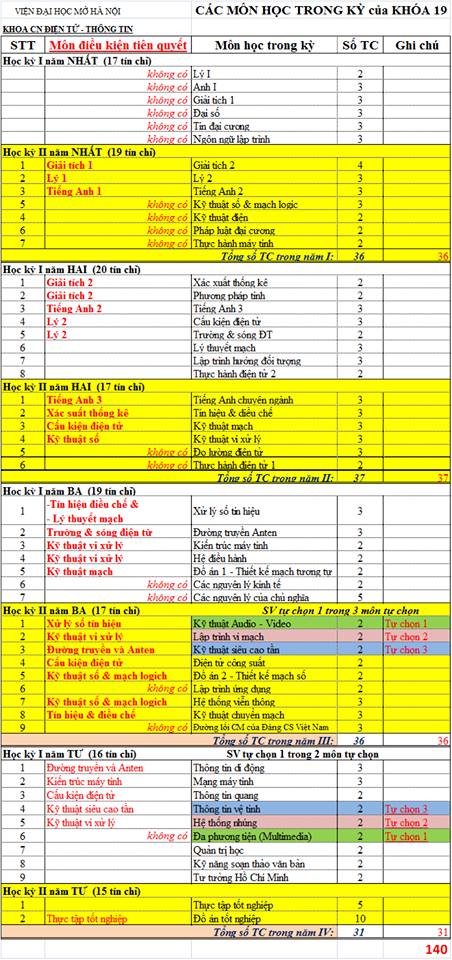 VIỆN ĐẠI HỌC MỞ HÀ NỘI CÁC MÔN HỌC TRONG KỲ của KHÓA 19
KHOA CN ĐIỆN TỬ - THÔNG TIN
STT Môn điều kiện tiên quyết Môn học trong kỳ Số TC Ghi chú
Học kỳ I năm NHẤT (17 tín chỉ)
không có Lý I 2
không có Anh I 3
không có Giải tích 1 3
không có Đại số 3
không có Tin đại cương 3
không có Ngôn ngữ lập trình 3
Học kỳ II năm NHẤT (19 tín chỉ)
1 Giải tích 1 Giải tích 2 4
2 Lý 1 Lý 2 3
3 Tiếng Anh 1 Tiếng Anh 2 3
5 không có Kỹ thuật số & mạch logic 3
4 không có Kỹ thuật điện 2
6 không có Pháp luật đại cương 2
7 không có Thực hành máy tính 2
Tổng số TC trong năm I: 36 36
Học kỳ I năm HAI (20 tín chỉ)
1 Giải tích 2 Xác xuất thống kê 2
2 Giải tích 2 Phương pháp tính 2
3 Tiếng Anh 2 Tiếng Anh 3 3
4 Lý 2 Cấu kiện điện tử 3
5 Lý 2 Trường & sóng ĐT 2
6 Lý thuyết mạch 3
7 Lập trình hướng đối tượng 3
8 Thực hành điện tử 2 2
Học kỳ II năm HAI (17 tín chỉ)
1 Tiếng Anh 3 Tiếng Anh chuyên ngành 3
2 Xác suất thống kê Tín hiệu & điều chế 3
3 Cấu kiện điện tử Kỹ thuật mạch 3
4 Kỹ thuật số Kỹ thuật vi xử lý 3
5 không có Đo lường điện tử 3
6 không có Thực hành điện tử 1 2
Tổng số TC trong năm II: 37 37
Học kỳ I năm BA (19 tín chỉ)
1 -Tín hiệu điều chế & - Lý thuyết mạch Xử lý số tín hiệu 3
2 Trường & sóng điện từ Đường truyền Anten 3
3 Kỹ thuật vi xử lý Kiến trúc máy tính 2
4 Kỹ thuật vi xử lý Hệ điều hành 2
5 Kỹ thuật mạch Đồ án 1 - Thiết kế mạch tương tự 2
6 không có Các nguyên lý kinh tế 2
7 không có Các nguyên lý của chủ nghĩa 5
Học kỳ II năm BA (17 tín chỉ) SV tự chọn 1 trong 3 môn tự chọn
1 Xử lý số tín hiệu Kỹ thuật Audio - Video 2 Tự chọn 1
2 Kỹ thuật vi xử lý Lập trình vi mạch 2 Tự chọn 2
3 Đường truyền và Anten Kỹ thuật siêu cao tần 2 Tự chọn 3
4 Cấu kiện điện tử Điện tử công suất 2
5 Kỹ thuật số & mạch logich Đồ án 2 - Thiết kế mạch số 2
6 không có Lập trình ứng dụng 2
7 Kỹ thuật số & mạch logich Hệ thống viễn thông 3
8 Tín hiệu & điều chế Kỹ thuật chuyển mạch 3
9 không có Đường lối CM của Đảng CS Việt Nam 3
Tổng số TC trong năm III: 36 36
Học kỳ I năm TƯ (16 tín chỉ) SV tự chọn 1 trong 2 môn tự chọn
1 Đường truyền và Anten Thông tin di động 3
2 Kiến trúc máy tính Mạng máy tính 3
3 Cấu kiện điện tử Thông tin quang 2
4 Kỹ thuật siêu cao tần Thông tin vệ tinh 2 Tự chọn 3
5 Kỹ thuật vi xử lý Hệ thống nhúng 2 Tự chọn 2
6 không có Đa phương tiện (Multimedia) 2 Tự chọn 1
7 Quản trị học 2
8 Kỹ năng soạn thảo văn bản 2
9 Tư tưởng Hồ Chí Minh 2
Học kỳ II năm TƯ (15 tín chỉ)
1 Thực tập tốt nghiệp 5
2 Thực tập tốt nghiệp Đồ án tốt nghiệp 10
Tổng số TC trong năm IV: 31 31
140